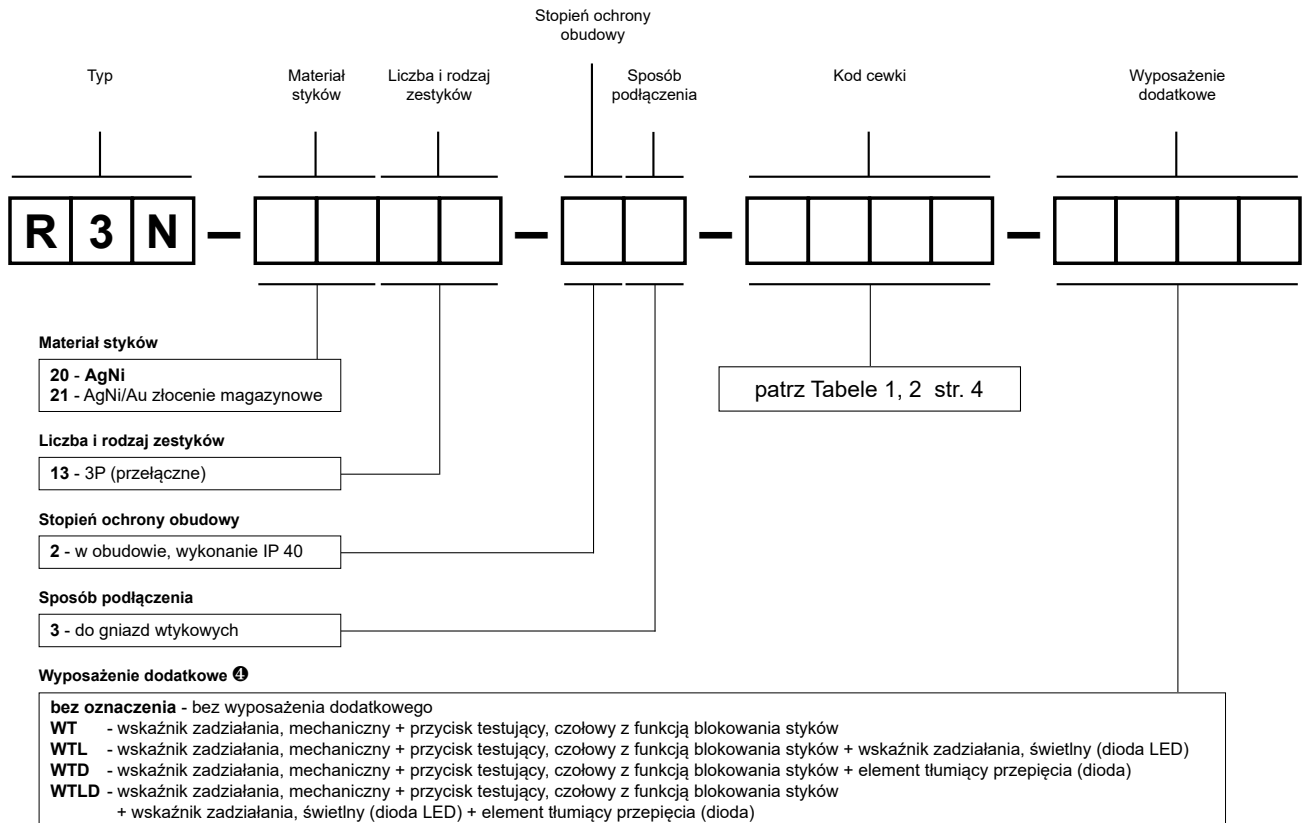 Stopień ochrony
obudowy
Typ
Materiał
styków
Liczba i rodzaj
zestyków
Sposób
podłączenia
Kod cewki
Wyposażenie
dodatkowe
R 3 N – – – –
Materiał styków
20 - AgNi
21 - AgNi/Au złocenie magazynowe
patrz Tabele 1, 2 str. 4
Liczba i rodzaj zestyków
13 - 3P (przełączne)
Stopień ochrony obudowy
2 - w obudowie, wykonanie IP 40
Sposób podłączenia
3 - do gniazd wtykowych
Wyposażenie dodatkowe ❹
bez oznaczenia - bez wyposażenia dodatkowego
WT - wskaźnik zadziałania, mechaniczny + przycisk testujący, czołowy z funkcją blokowania styków
WTL - wskaźnik zadziałania, mechaniczny + przycisk testujący, czołowy z funkcją blokowania styków + wskaźnik zadziałania, świetlny (dioda LED)
WTD - wskaźnik zadziałania, mechaniczny + przycisk testujący, czołowy z funkcją blokowania styków + element tłumiący przepięcia (dioda)
WTLD - wskaźnik zadziałania, mechaniczny + przycisk testujący, czołowy z funkcją blokowania styków
+ wskaźnik zadziałania, świetlny (dioda LED) + element tłumiący przepięcia (dioda)